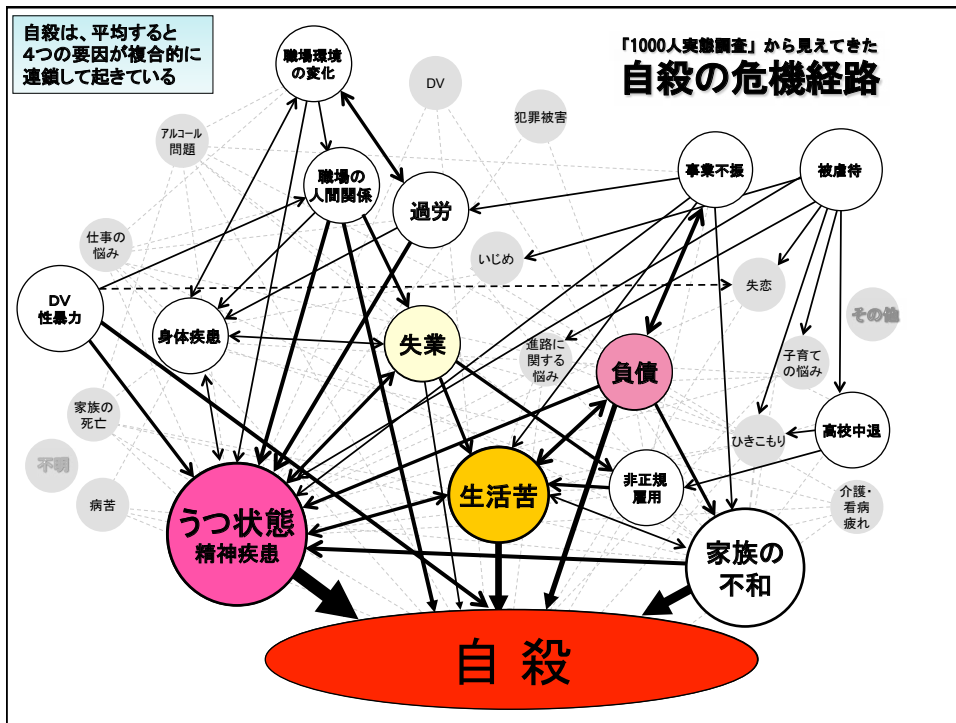 自殺は、平均すると
4つの要因が複合的に
連鎖して起きている
「1000人実態調査」から見えてきた
自殺の危機経路
職場環境
の変化
DV
犯罪被害
アルコール
問題
職場の
人間関係
過労
事業不振
被虐待
仕事の
悩み
いじめ
失恋
DV
性暴力
身体疾患
失業
進路に
関する
悩み
負債
その他
子育て
の悩み
家族の
死亡
高校中退
ひきこもり
不明
病苦
うつ状態
精神疾患
生活苦
非正規
雇用
介護・
看病
疲れ
家族の
不和
自殺